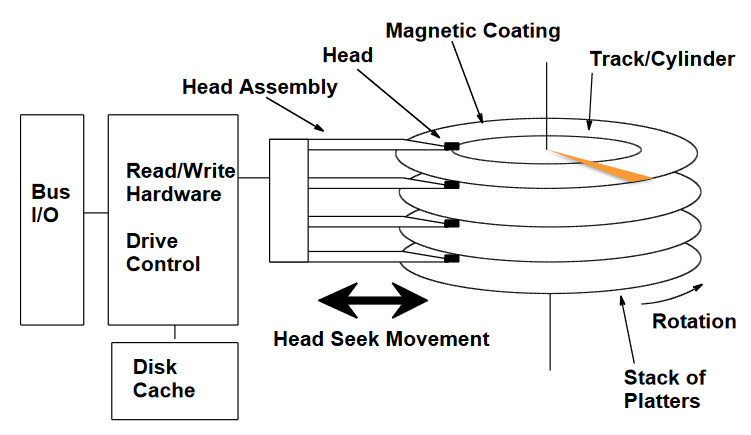 Magnetic Coating
Head
Track/Cylinder
Head Assembly
Bus
I/O
Read/Write
Hardware
Drive
Control
Head Seek Movement
Rotation
Disk
Cache
Stack of
Platters